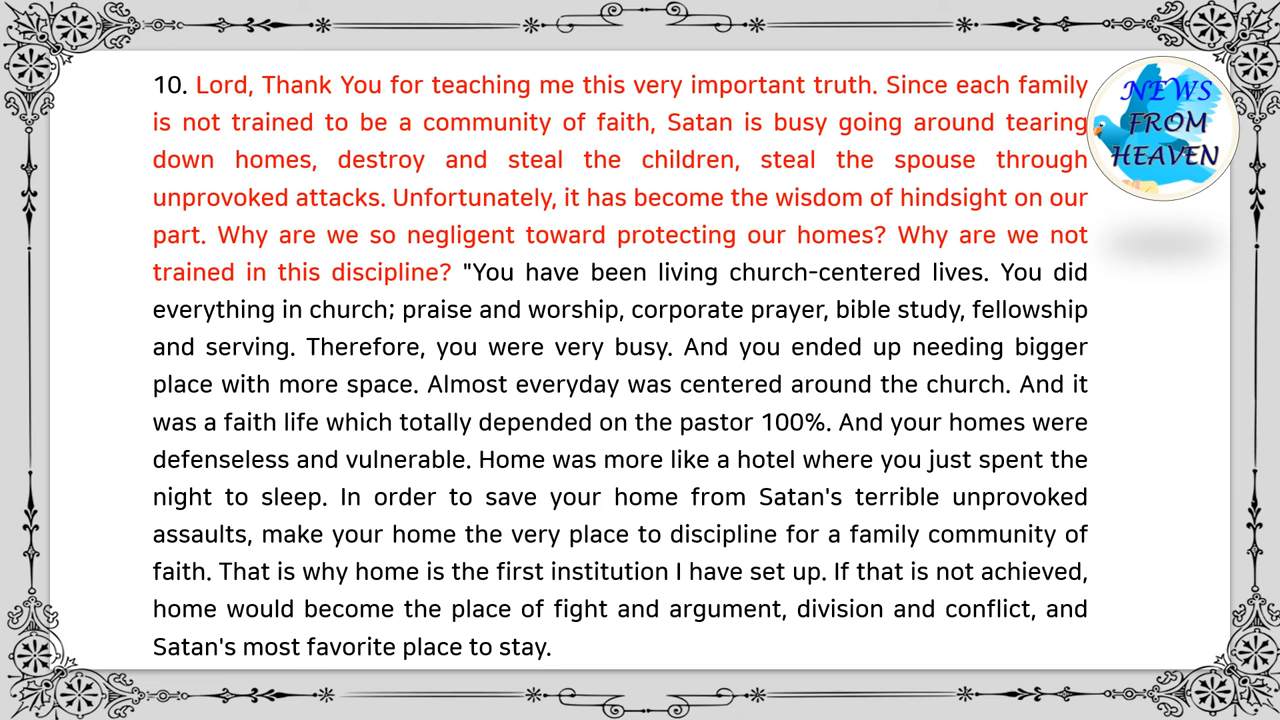 10. Lord, Thank You for teaching me this very important truth. Since each family
is not trained to be a community of faith, Satan is busy going around tearing
down homes, destroy and steal the children, steal the spouse through
unprovoked attacks. Unfortunately, it has become the wisdom of hindsight on our
part. Why are we so negligent toward protecting our homes? Why are we not
trained in this discipline? "You have been living church-centered lives. You did
everything in church; praise and worship, corporate prayer, bible study, fellowship
and serving. Therefore, you were very busy. And you ended up needing bigger
place with more space. Almost everyday was centered around the church. And it
was a faith life which totally depended on the pastor 100%. And your homes were
defenseless and vulnerable. Home was more like a hotel where you just spent the
night to sleep. In order to save your home from Satan's terrible unprovoked
assaults, make your home the very place to discipline for a family community of
faith. That is why home is the first institution I have set up. If that is not achieved,
home would become the place of fight and argument, division and conflict, and
Satan's most favorite place to stay.
NEWS
FROM
HEAVEN